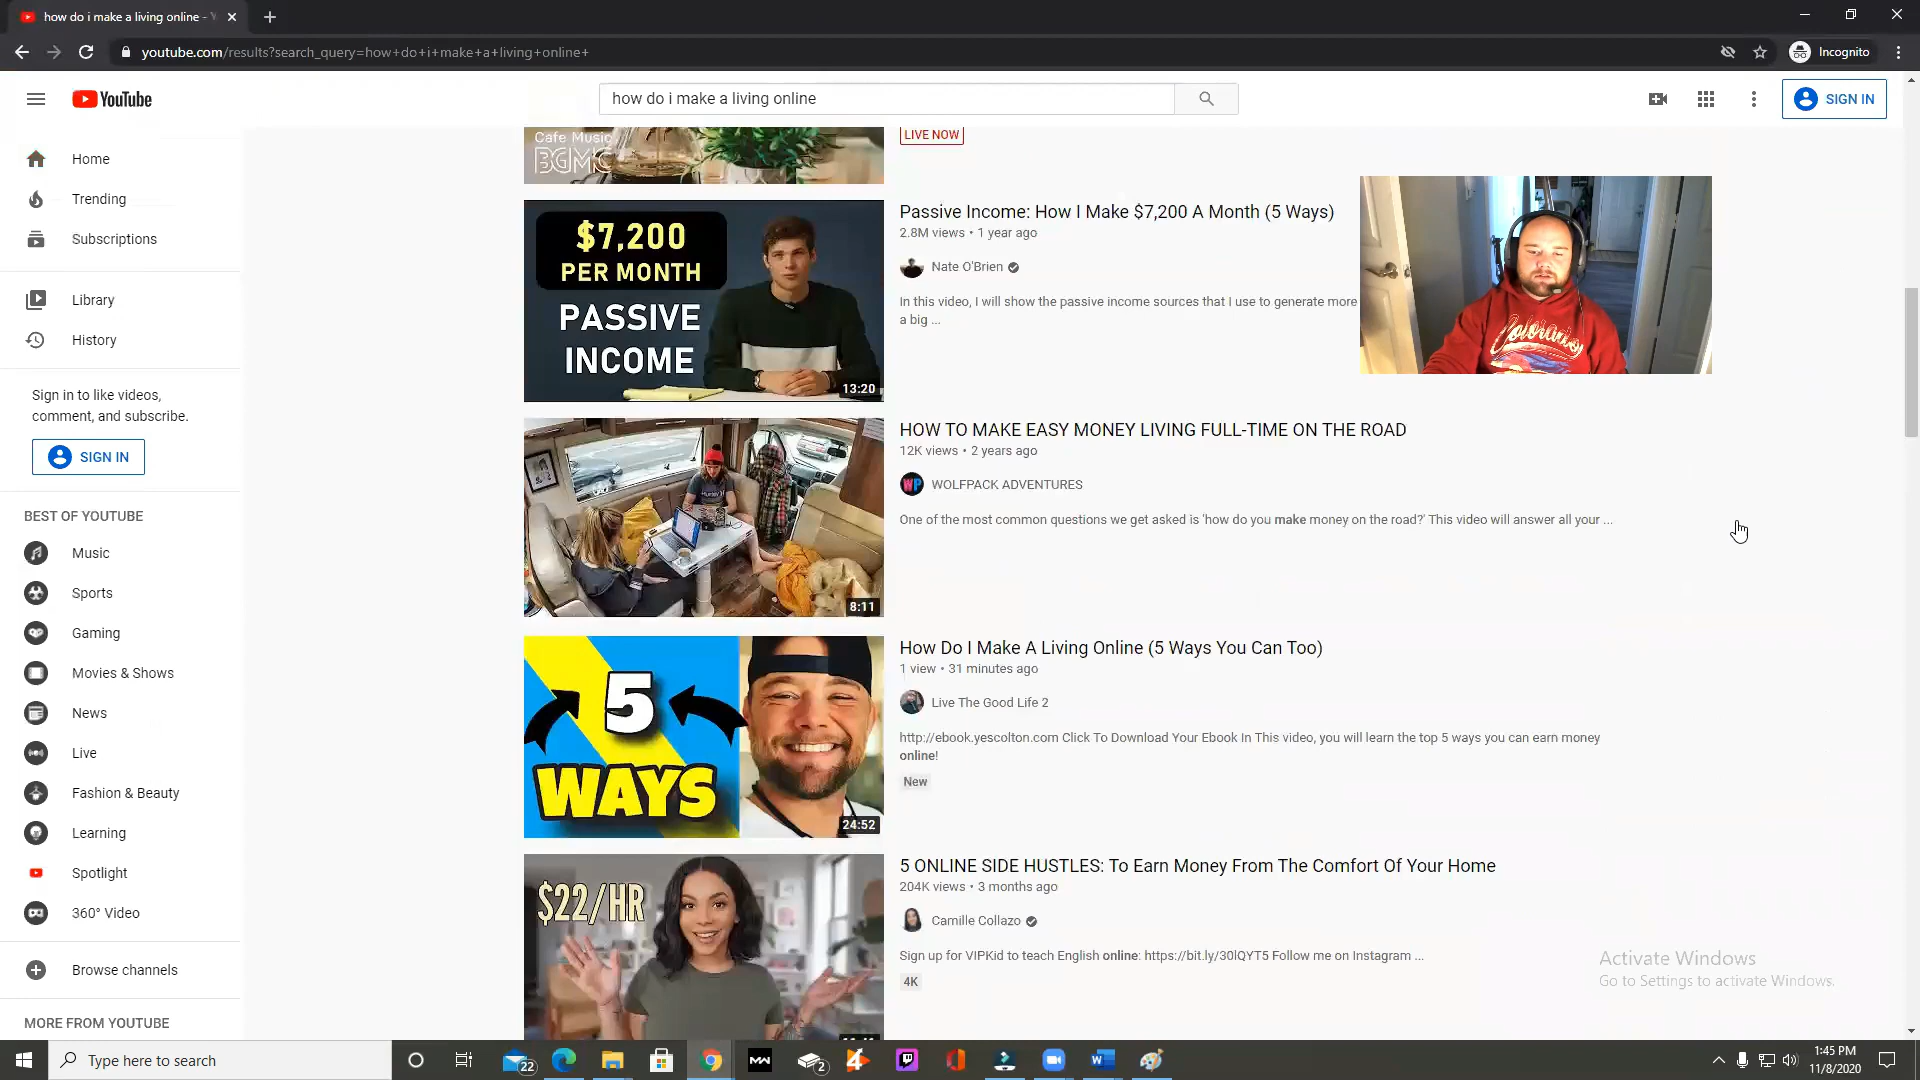 how do i make a living online - Y
youtube.com/results?search_query=how+do+i+make+a+living+online+
Incognito
YouTube
how do i make a living online
SIGN IN
Home
Trending
Subscriptions
Library
History
Sign in to like videos,
comment, and subscribe.
SIGN IN
BEST OF YOUTUBE
Music
Sports
Gaming
Movies & Shows
News
Live
Fashion & Beauty
Learning
Spotlight
360° Video
Browse channels
MORE FROM YOUTUBE
Cafe Music
BGMC
LIVE NOW
$7,200
PER MONTH
PASSIVE
INCOME
13:20
Passive Income: How I Make $7,200 A Month (5 Ways)
2.8M views • 1 year ago
Nate O'Brien
In this video, I will show the passive income sources that I use to generate more
a big ...
Colorado
8:11
HOW TO MAKE EASY MONEY LIVING FULL-TIME ON THE ROAD
12K views • 2 years ago
WP
WOLFPACK ADVENTURES
One of the most common questions we get asked is 'how do you make money on the road?' This video will answer all your ...
5
WAYS
24:52
How Do I Make A Living Online (5 Ways You Can Too)
1 view • 31 minutes ago
Live The Good Life 2
http://ebook.yescolton.com Click To Download Your Ebook In This video, you will learn the top 5 ways you can earn money
online!
New
$22/HR
5 ONLINE SIDE HUSTLES: To Earn Money From The Comfort Of Your Home
204K views • 3 months ago
Camille Collazo
Sign up for VIPKid to teach English online: https://bit.ly/30lQYT5 Follow me on Instagram ...
4K
Activate Windows
Go to Settings to activate Windows.
Type here to search
22
MW
2
1:45 PM
11/8/2020